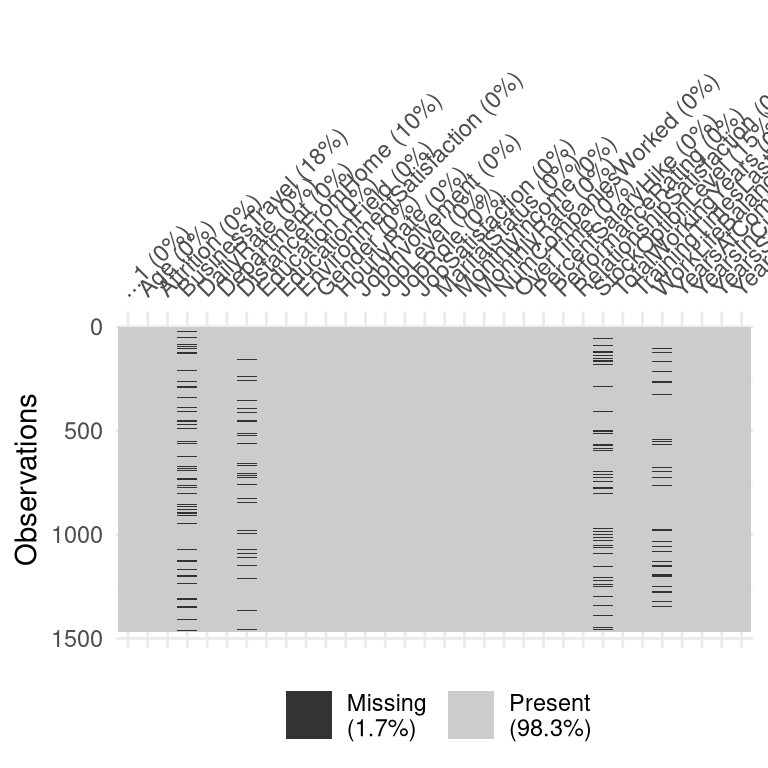 ...1 (0%)
Age (0%)
Attrition (0%)
BusinessTravel (18%)
DailyRate (0%)
Department (0%)
DistanceFromHome (10%)
Education (0%)
EducationField (0%)
EnvironmentSatisfaction (0%)
Gender (0%)
HourlyRate (0%)
JobInvolvement (0%)
JobLevel (0%)
JobRole (0%)
JobSatisfaction (0%)
MaritalStatus (0%)
MonthlyIncome (0%)
MonthlyRate (0%)
NumCompaniesWorked (0%)
OverTime (0%)
PercentSalaryHike (0%)
PerformanceRating (0%)
RelationshipSatisfaction
StockOptionLevel
TotalWorkingYears
0
500
1000
1500
Observations
Missing
(1.7%)
Present
(98.3%)